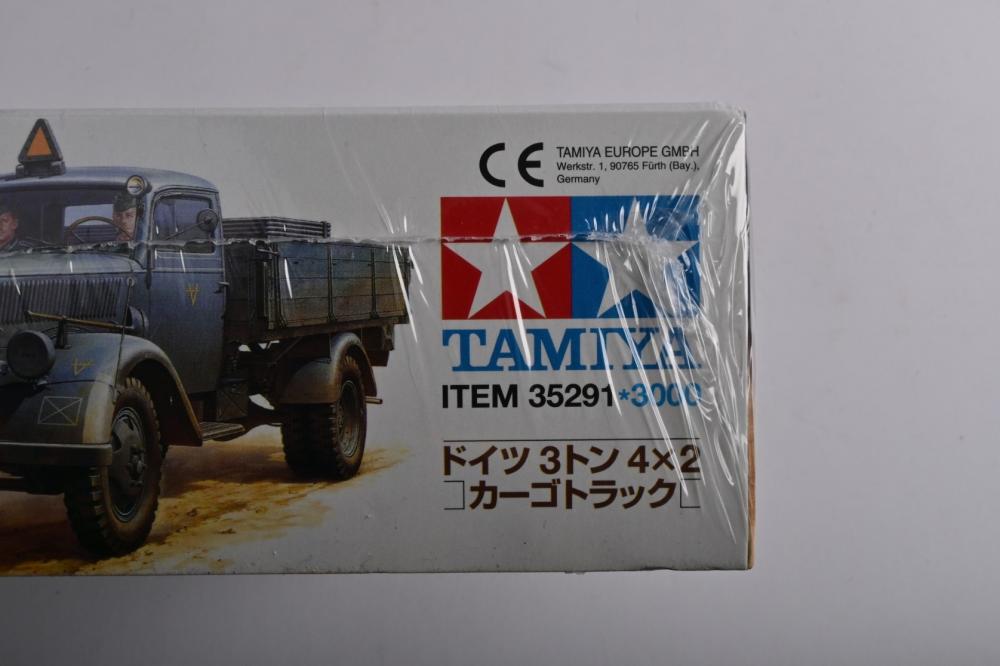 CE TAMIYA EUROPE GMBH
Werkstr. 1, 90765 Fürth (Bay.),
Germany
TAMIYA
ITEM 35291*3000
ドイツ 3トン 4×2
カーゴトラック